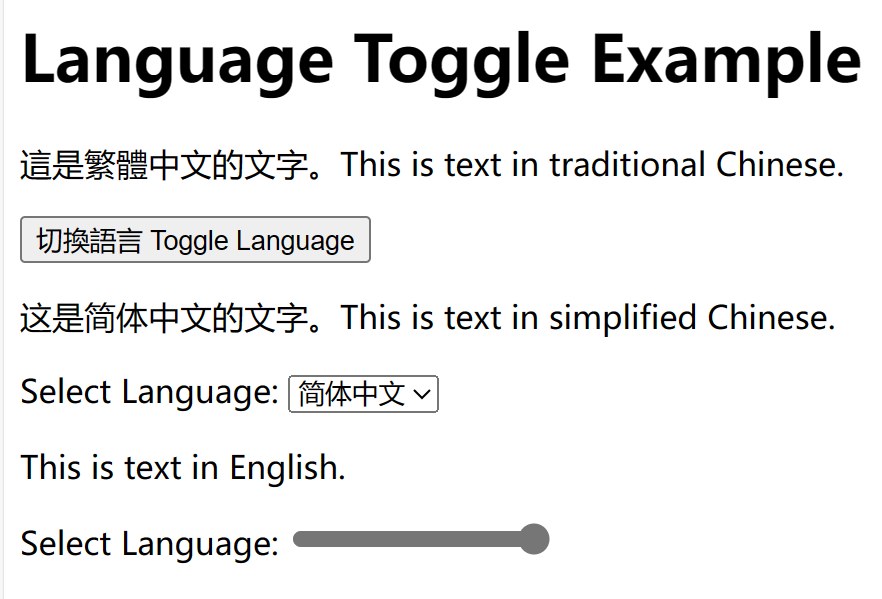 Language Toggle Example
這是繁體中文的文字。This is text in traditional Chinese.
切換語言 Toggle Language
这是简体中文的文字。This is text in simplified Chinese.
Select Language: 简体中文
This is text in English.
Select Language: